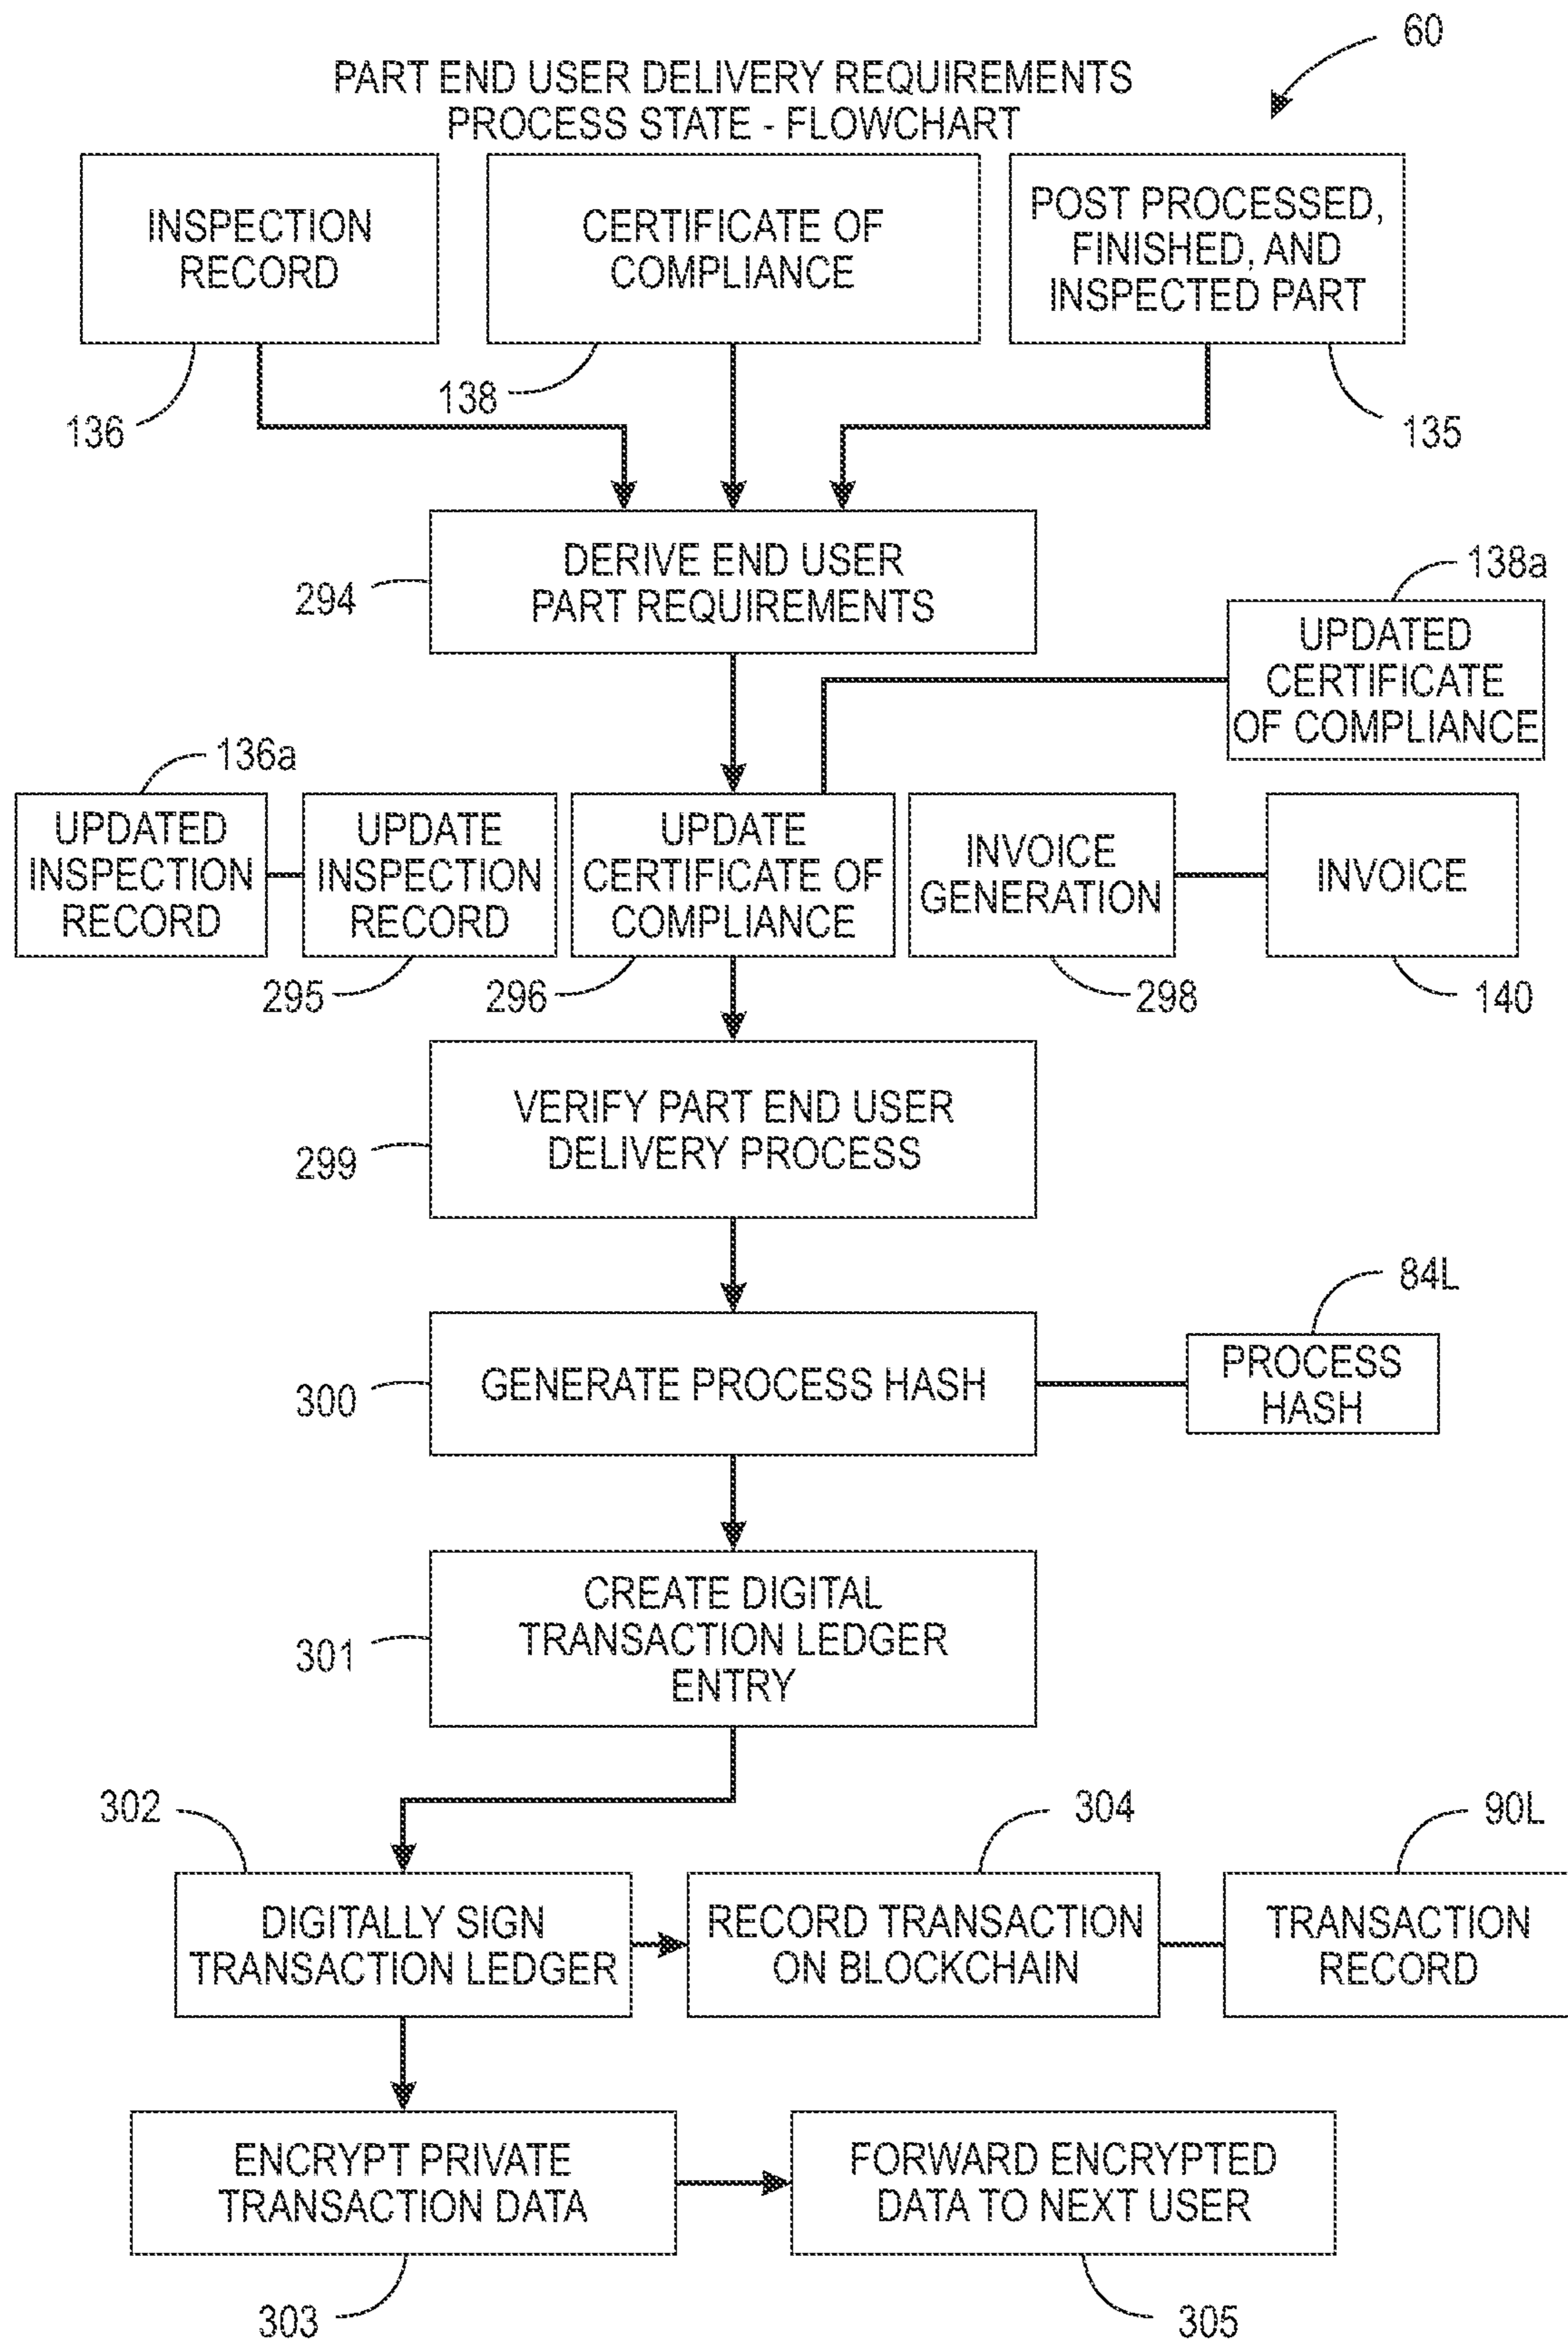 60
PART END USER DELIVERY REQUIREMENTS
PROCESS STATE - FLOWCHART
INSPECTION
RECORD
CERTIFICATE OF
COMPLIANCE
POST PROCESSED,
FINISHED, AND
INSPECTED PART
136
138
135
DERIVE END USER
PART REQUIREMENTS
294
138a
UPDATED
CERTIFICATE
OF COMPLIANCE
136a
UPDATED
INSPECTION
RECORD
UPDATE
INSPECTION
RECORD
UPDATE
CERTIFICATE OF
COMPLIANCE
INVOICE
GENERATION
INVOICE
295
296
298
140
VERIFY PART END USER
DELIVERY PROCESS
299
84L
GENERATE PROCESS HASH
300
PROCESS
HASH
CREATE DIGITAL
TRANSACTION LEDGER
ENTRY
301
302
304
90L
DIGITALLY SIGN
TRANSACTION LEDGER
RECORD TRANSACTION
ON BLOCKCHAIN
TRANSACTION
RECORD
ENCRYPT PRIVATE
TRANSACTION DATA
FORWARD ENCRYPTED
DATA TO NEXT USER
303
305